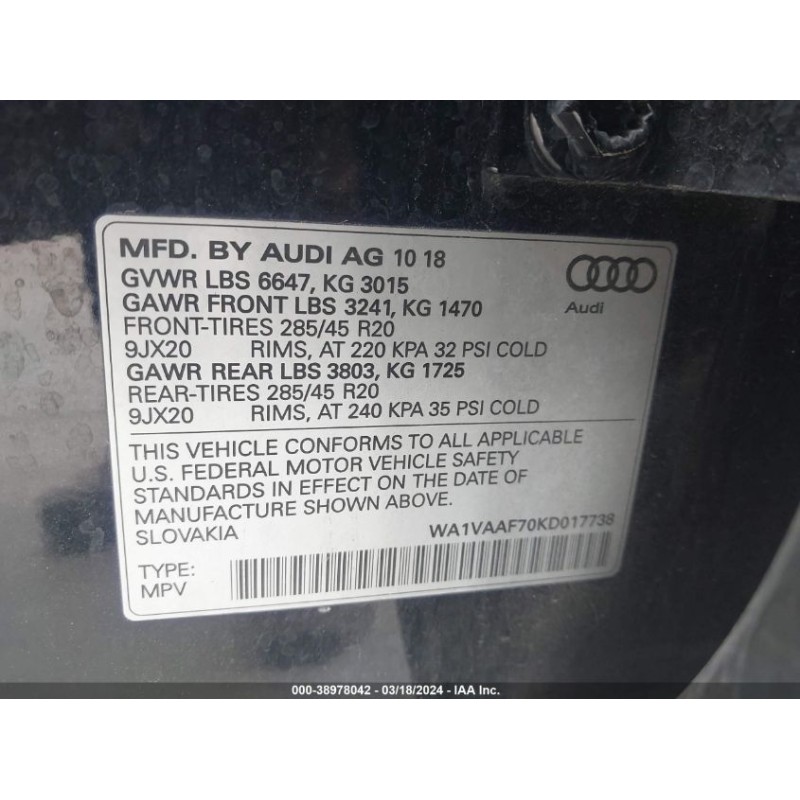 MFD. BY AUDI AG 10 18
GVWR LBS 6647, KG 3015
GAWR FRONT LBS 3241, KG 1470
FRONT-TIRES 285/45 R20
9JX20 RIMS, AT 220 KPA 32 PSI COLD
GAWR REAR LBS 3803, KG 1725
REAR-TIRES 285/45 R20
9JX20 RIMS, AT 240 KPA 35 PSI COLD
Audi
THIS VEHICLE CONFORMS TO ALL APPLICABLE
U.S. FEDERAL MOTOR VEHICLE SAFETY
STANDARDS IN EFFECT ON THE DATE OF
MANUFACTURE SHOWN ABOVE.
SLOVAKIA
WA1VAAF70KD017738
TYPE:
MPV
000-38978042 - 03/18/2024 - IAA Inc.